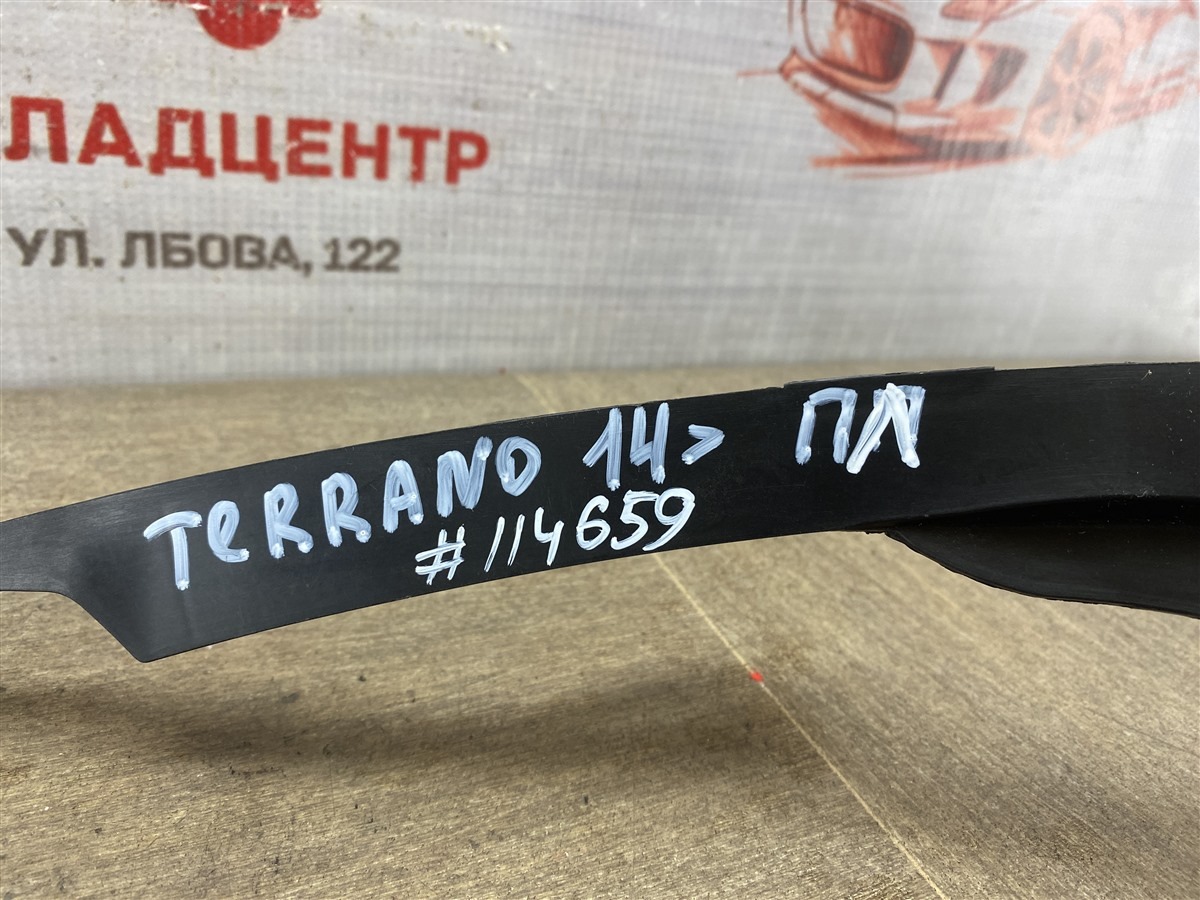 ЛАДЦЕНТР
УЛ. ЛБОВА, 122
TeRRANO 14> ПЛ
#114659